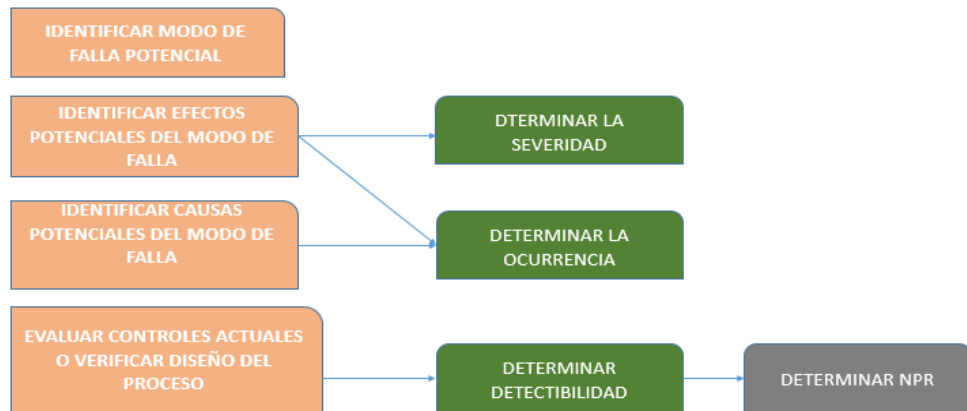 IDENTIFICAR MODO DE
FALLA POTENCIAL
IDENTIFICAR EFECTOS
POTENCIALES DEL MODO DE
FALLA
DTERMINAR LA
SEVERIDAD
IDENTIFICAR CAUSAS
POTENCIALES DEL MODO DE
FALLA
DETERMINAR LA
OCURRENCIA
EVALUAR CONTROLES ACTUALES
O VERIFICAR DISEÑO DEL
PROCESO
DETERMINAR
DETECTIBILIDAD
DETERMINAR NPR